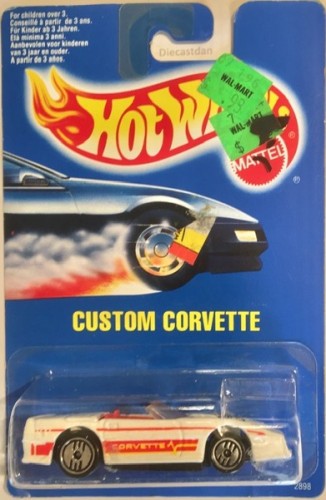 For children over 3.
Conseillé à partir de 3 ans.
Für Kinder ab 3 Jahren.
Età minima 3 anni.
Aanbevolen voor kinderen
van 3 jaar en ouder.
A partir de 3 años.
Diecastdan
WAL-MART
WAL-MART
$
HOT
MATTEL
®
CUSTOM CORVETTE
CORVETTE
2898